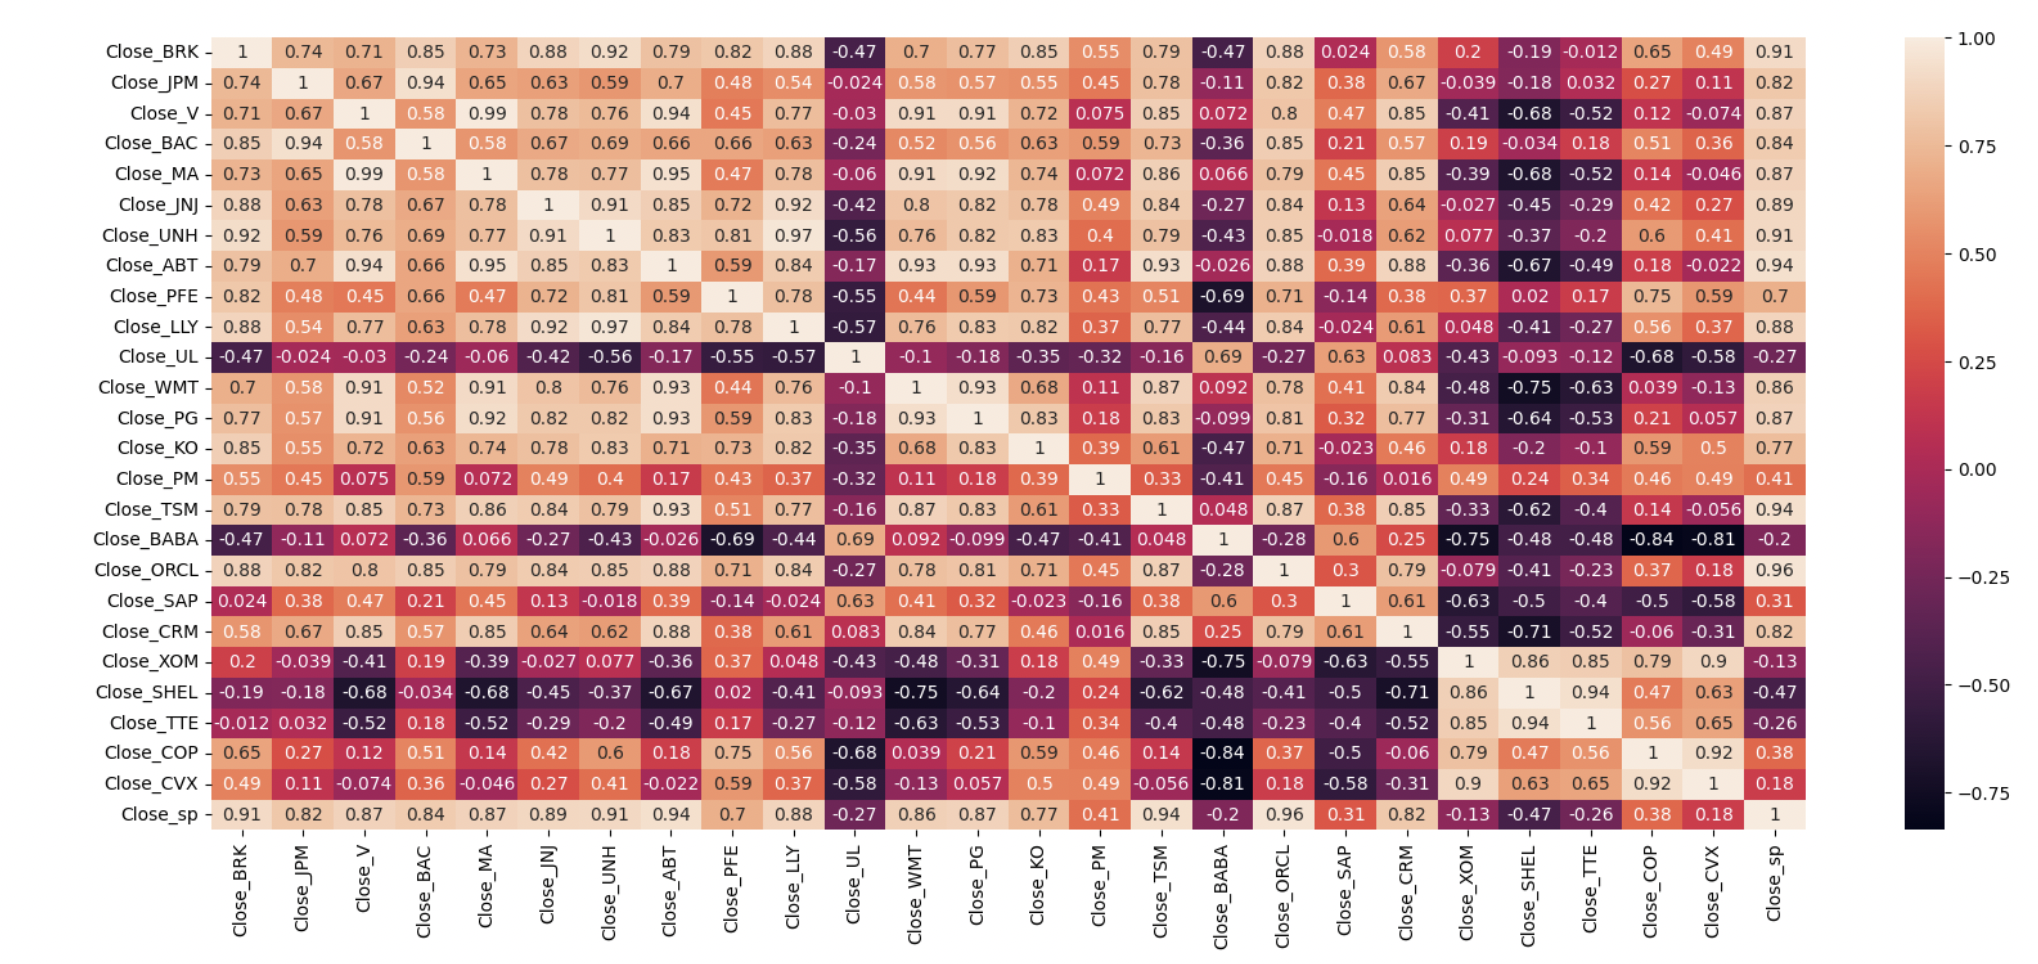 Close_BRK 1 0.74 0.71 0.85 0.73 0.88 0.92 0.79 0.82 0.88 -0.47 0.7 0.77 0.85 0.55 0.79 -0.47 0.88 0.024 0.58 0.2 -0.19 -0.012 0.65 0.49 0.91
Close_JPM 0.74 1 0.67 0.94 0.65 0.63 0.59 0.7 0.48 0.54 -0.024 0.58 0.57 0.55 0.45 0.78 -0.11 0.82 0.38 0.67 -0.039 -0.18 0.032 0.27 0.11 0.82
Close_V 0.71 0.67 1 0.58 0.99 0.78 0.76 0.94 0.45 0.77 -0.03 0.91 0.91 0.72 0.075 0.85 0.072 0.8 0.47 0.85 -0.41 -0.68 -0.52 0.12 -0.074 0.87
Close_BAC 0.85 0.94 0.58 1 0.58 0.67 0.69 0.66 0.66 0.63 -0.24 0.52 0.56 0.63 0.59 0.73 -0.36 0.85 0.21 0.57 0.19 -0.034 0.18 0.51 0.36 0.84
Close_MA 0.73 0.65 0.99 0.58 1 0.78 0.77 0.95 0.47 0.78 -0.06 0.91 0.92 0.74 0.072 0.86 0.066 0.79 0.45 0.85 -0.39 -0.68 -0.52 0.14 -0.046 0.87
Close_JNJ 0.88 0.63 0.78 0.67 0.78 1 0.91 0.85 0.72 0.92 -0.42 0.8 0.82 0.78 0.49 0.84 -0.27 0.84 0.13 0.64 -0.027 -0.45 -0.29 0.42 0.27 0.89
Close_UNH 0.92 0.59 0.76 0.69 0.77 0.91 1 0.83 0.81 0.97 -0.56 0.76 0.82 0.83 0.4 0.79 -0.43 0.85 -0.018 0.62 0.077 -0.37 -0.2 0.6 0.41 0.91
Close_ABT 0.79 0.7 0.94 0.66 0.95 0.85 0.83 1 0.59 0.84 -0.17 0.93 0.93 0.71 0.17 0.93 -0.026 0.88 0.39 0.88 -0.36 -0.67 -0.49 0.18 -0.022 0.94
Close_PFE 0.82 0.48 0.45 0.66 0.47 0.72 0.81 0.59 1 0.78 -0.55 0.44 0.59 0.73 0.43 0.51 -0.69 0.71 -0.14 0.38 0.37 0.02 0.17 0.75 0.59 0.7
Close_LLY 0.88 0.54 0.77 0.63 0.78 0.92 0.97 0.84 0.78 1 -0.57 0.76 0.83 0.82 0.37 0.77 -0.44 0.84 -0.024 0.61 0.048 -0.41 -0.27 0.56 0.37 0.88
Close_UL -0.47 -0.024 -0.03 -0.24 -0.06 -0.42 -0.56 -0.17 -0.55 -0.57 1 -0.1 -0.18 -0.35 -0.32 -0.16 0.69 -0.27 0.63 0.083 -0.43 -0.093 -0.12 -0.68 -0.58 -0.27
Close_WMT 0.7 0.58 0.91 0.52 0.91 0.8 0.76 0.93 0.44 0.76 -0.1 1 0.93 0.68 0.11 0.87 0.092 0.78 0.41 0.84 -0.48 -0.75 -0.63 0.039 -0.13 0.86
Close_PG 0.77 0.57 0.91 0.56 0.92 0.82 0.82 0.93 0.59 0.83 -0.18 0.93 1 0.83 0.18 0.83 -0.099 0.81 0.32 0.77 -0.31 -0.64 -0.53 0.21 0.057 0.87
Close_KO 0.85 0.55 0.72 0.63 0.74 0.78 0.83 0.71 0.73 0.82 -0.35 0.68 0.83 1 0.39 0.61 -0.47 0.71 -0.023 0.46 0.18 -0.2 -0.1 0.59 0.5 0.77
Close_PM 0.55 0.45 0.075 0.59 0.072 0.49 0.4 0.17 0.43 0.37 -0.32 0.11 0.18 0.39 1 0.33 -0.41 0.45 -0.16 0.016 0.49 0.24 0.34 0.46 0.49 0.41
Close_TSM 0.79 0.78 0.85 0.73 0.86 0.84 0.79 0.93 0.51 0.77 -0.16 0.87 0.83 0.61 0.33 1 0.048 0.87 0.38 0.85 -0.33 -0.62 -0.4 0.14 -0.056 0.94
Close_BABA -0.47 -0.11 0.072 -0.36 0.066 -0.27 -0.43 -0.026 -0.69 -0.44 0.69 0.092 -0.099 -0.47 -0.41 0.048 1 -0.28 0.6 0.25 -0.75 -0.48 -0.48 -0.84 -0.81 -0.2
Close_ORCL 0.88 0.82 0.8 0.85 0.79 0.84 0.85 0.88 0.71 0.84 -0.27 0.78 0.81 0.71 0.45 0.87 -0.28 1 0.3 0.79 -0.079 -0.41 -0.23 0.37 0.18 0.96
Close_SAP 0.024 0.38 0.47 0.21 0.45 0.13 -0.018 0.39 -0.14 -0.024 0.63 0.41 0.32 -0.023 -0.16 0.38 0.6 0.3 1 0.61 -0.63 -0.5 -0.4 -0.5 -0.58 0.31
Close_CRM 0.58 0.67 0.85 0.57 0.85 0.64 0.62 0.88 0.38 0.61 0.083 0.84 0.77 0.46 0.016 0.85 0.25 0.79 0.61 1 -0.55 -0.71 -0.52 -0.06 -0.31 0.82
Close_XOM 0.2 -0.039 -0.41 0.19 -0.39 -0.027 0.077 -0.36 0.37 0.048 -0.43 -0.48 -0.31 0.18 0.49 -0.33 -0.75 -0.079 -0.63 -0.55 1 0.86 0.85 0.79 0.9 -0.13
Close_SHEL -0.19 -0.18 -0.68 -0.034 -0.68 -0.45 -0.37 -0.67 0.02 -0.41 -0.093 -0.75 -0.64 -0.2 0.24 -0.62 -0.48 -0.41 -0.5 -0.71 0.86 1 0.94 0.47 0.63 -0.47
Close_TTE -0.012 0.032 -0.52 0.18 -0.52 -0.29 -0.2 -0.49 0.17 -0.27 -0.12 -0.63 -0.53 -0.1 0.34 -0.4 -0.48 -0.23 -0.4 -0.52 0.85 0.94 1 0.56 0.65 -0.26
Close_COP 0.65 0.27 0.12 0.51 0.14 0.42 0.6 0.18 0.75 0.56 -0.68 0.039 0.21 0.59 0.46 0.14 -0.84 0.37 -0.5 -0.06 0.79 0.47 0.56 1 0.92 0.38
Close_CVX 0.49 0.11 -0.074 0.36 -0.046 0.27 0.41 -0.022 0.59 0.37 -0.58 -0.13 0.057 0.5 0.49 -0.056 -0.81 0.18 -0.58 -0.31 0.9 0.63 0.65 0.92 1 0.18
Close_sp 0.91 0.82 0.87 0.84 0.87 0.89 0.91 0.94 0.7 0.88 -0.27 0.86 0.87 0.77 0.41 0.94 -0.2 0.96 0.31 0.82 -0.13 -0.47 -0.26 0.38 0.18 1
Close_BRK
Close_JPM
Close_V
Close_BAC
Close_MA
Close_JNJ
Close_UNH
Close_ABT
Close_PFE
Close_LLY
Close_UL
Close_WMT
Close_PG
Close_KO
Close_PM
Close_TSM
Close_BABA
Close_ORCL
Close_SAP
Close_CRM
Close_XOM
Close_SHEL
Close_TTE
Close_COP
Close_CVX
Close_sp
1.00
0.75
0.50
0.25
0.00
−0.25
−0.50
−0.75